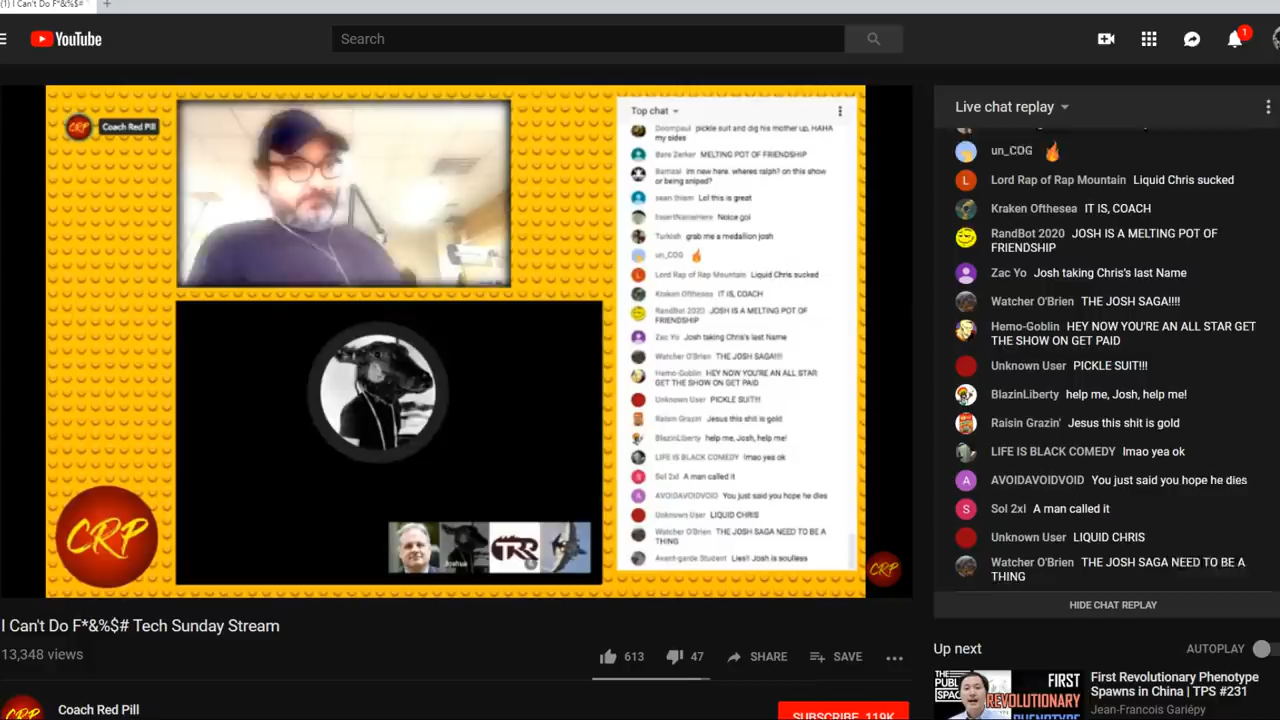 (1) I Can't Do F*&%$#
YouTube
Search
1
CRP
Coach Red Pill
Top chat
Doompaul pickle suit and dig his mother up, HAHA
my sides
Bare Zerker MELTING POT OF FRIENDSHIP
im new here. wheres ralph? on this show
or being sniped?
sean thiem Lol this is great
InsertNameHere Noice goi
Turkish grab me a medallion josh
un_COG
Lord Rap of Rap Mountain Liquid Chris sucked
Kraken Ofthesea IT IS, COACH
RandBot 2020 JOSH IS A MELTING POT OF
FRIENDSHIP
Zac Yo Josh taking Chris's last Name
Watcher O'Brien THE JOSH SAGA!!!!
Hemo-Goblin HEY NOW YOU'RE AN ALL STAR
GET THE SHOW ON GET PAID
Unknown User PICKLE SUIT!!!
Raisin Grazin' Jesus this shit is gold
BlazinLiberty help me, Josh, help me!
LIFE IS BLACK COMEDY lmao yea ok
Sol 2xl A man called it
AVOIDAVOIDVOID You just said you hope he dies
Unknown User LIQUID CHRIS
Watcher O'Brien THE JOSH SAGA NEED TO BE A
THING
Avant-garde Student Lies!! Josh is soulless
CRP
Joshua
TRR
CRP
Live chat replay
un_COG
L
Lord Rap of Rap Mountain Liquid Chris sucked
Kraken Ofthesea IT IS, COACH
RandBot 2020 JOSH IS A MELTING POT OF
FRIENDSHIP
Zac Yo Josh taking Chris's last Name
Watcher O'Brien THE JOSH SAGA!!!!
Hemo-Goblin HEY NOW YOU'RE AN ALL STAR GET
THE SHOW ON GET PAID
Unknown User PICKLE SUIT!!!
BlazinLiberty help me, Josh, help me!
Raisin Grazin' Jesus this shit is gold
LIFE IS BLACK COMEDY lmao yea ok
A
AVOIDAVOIDVOID You just said you hope he dies
S
Sol 2xl A man called it
Unknown User LIQUID CHRIS
Watcher O'Brien THE JOSH SAGA NEED TO BE A
THING
HIDE CHAT REPLAY
I Can't Do F*&%$# Tech Sunday Stream
13,348 views
613
47
SHARE
SAVE
Coach Red Pill
SUBSCRIBE 119K
Up next
AUTOPLAY
THE
PUBL
SPAC
FIRST
REVOLUTIONARY
PHENOTYPE
First Revolutionary Phenotype
Spawns in China | TPS #231
Jean-Francois Gariépy